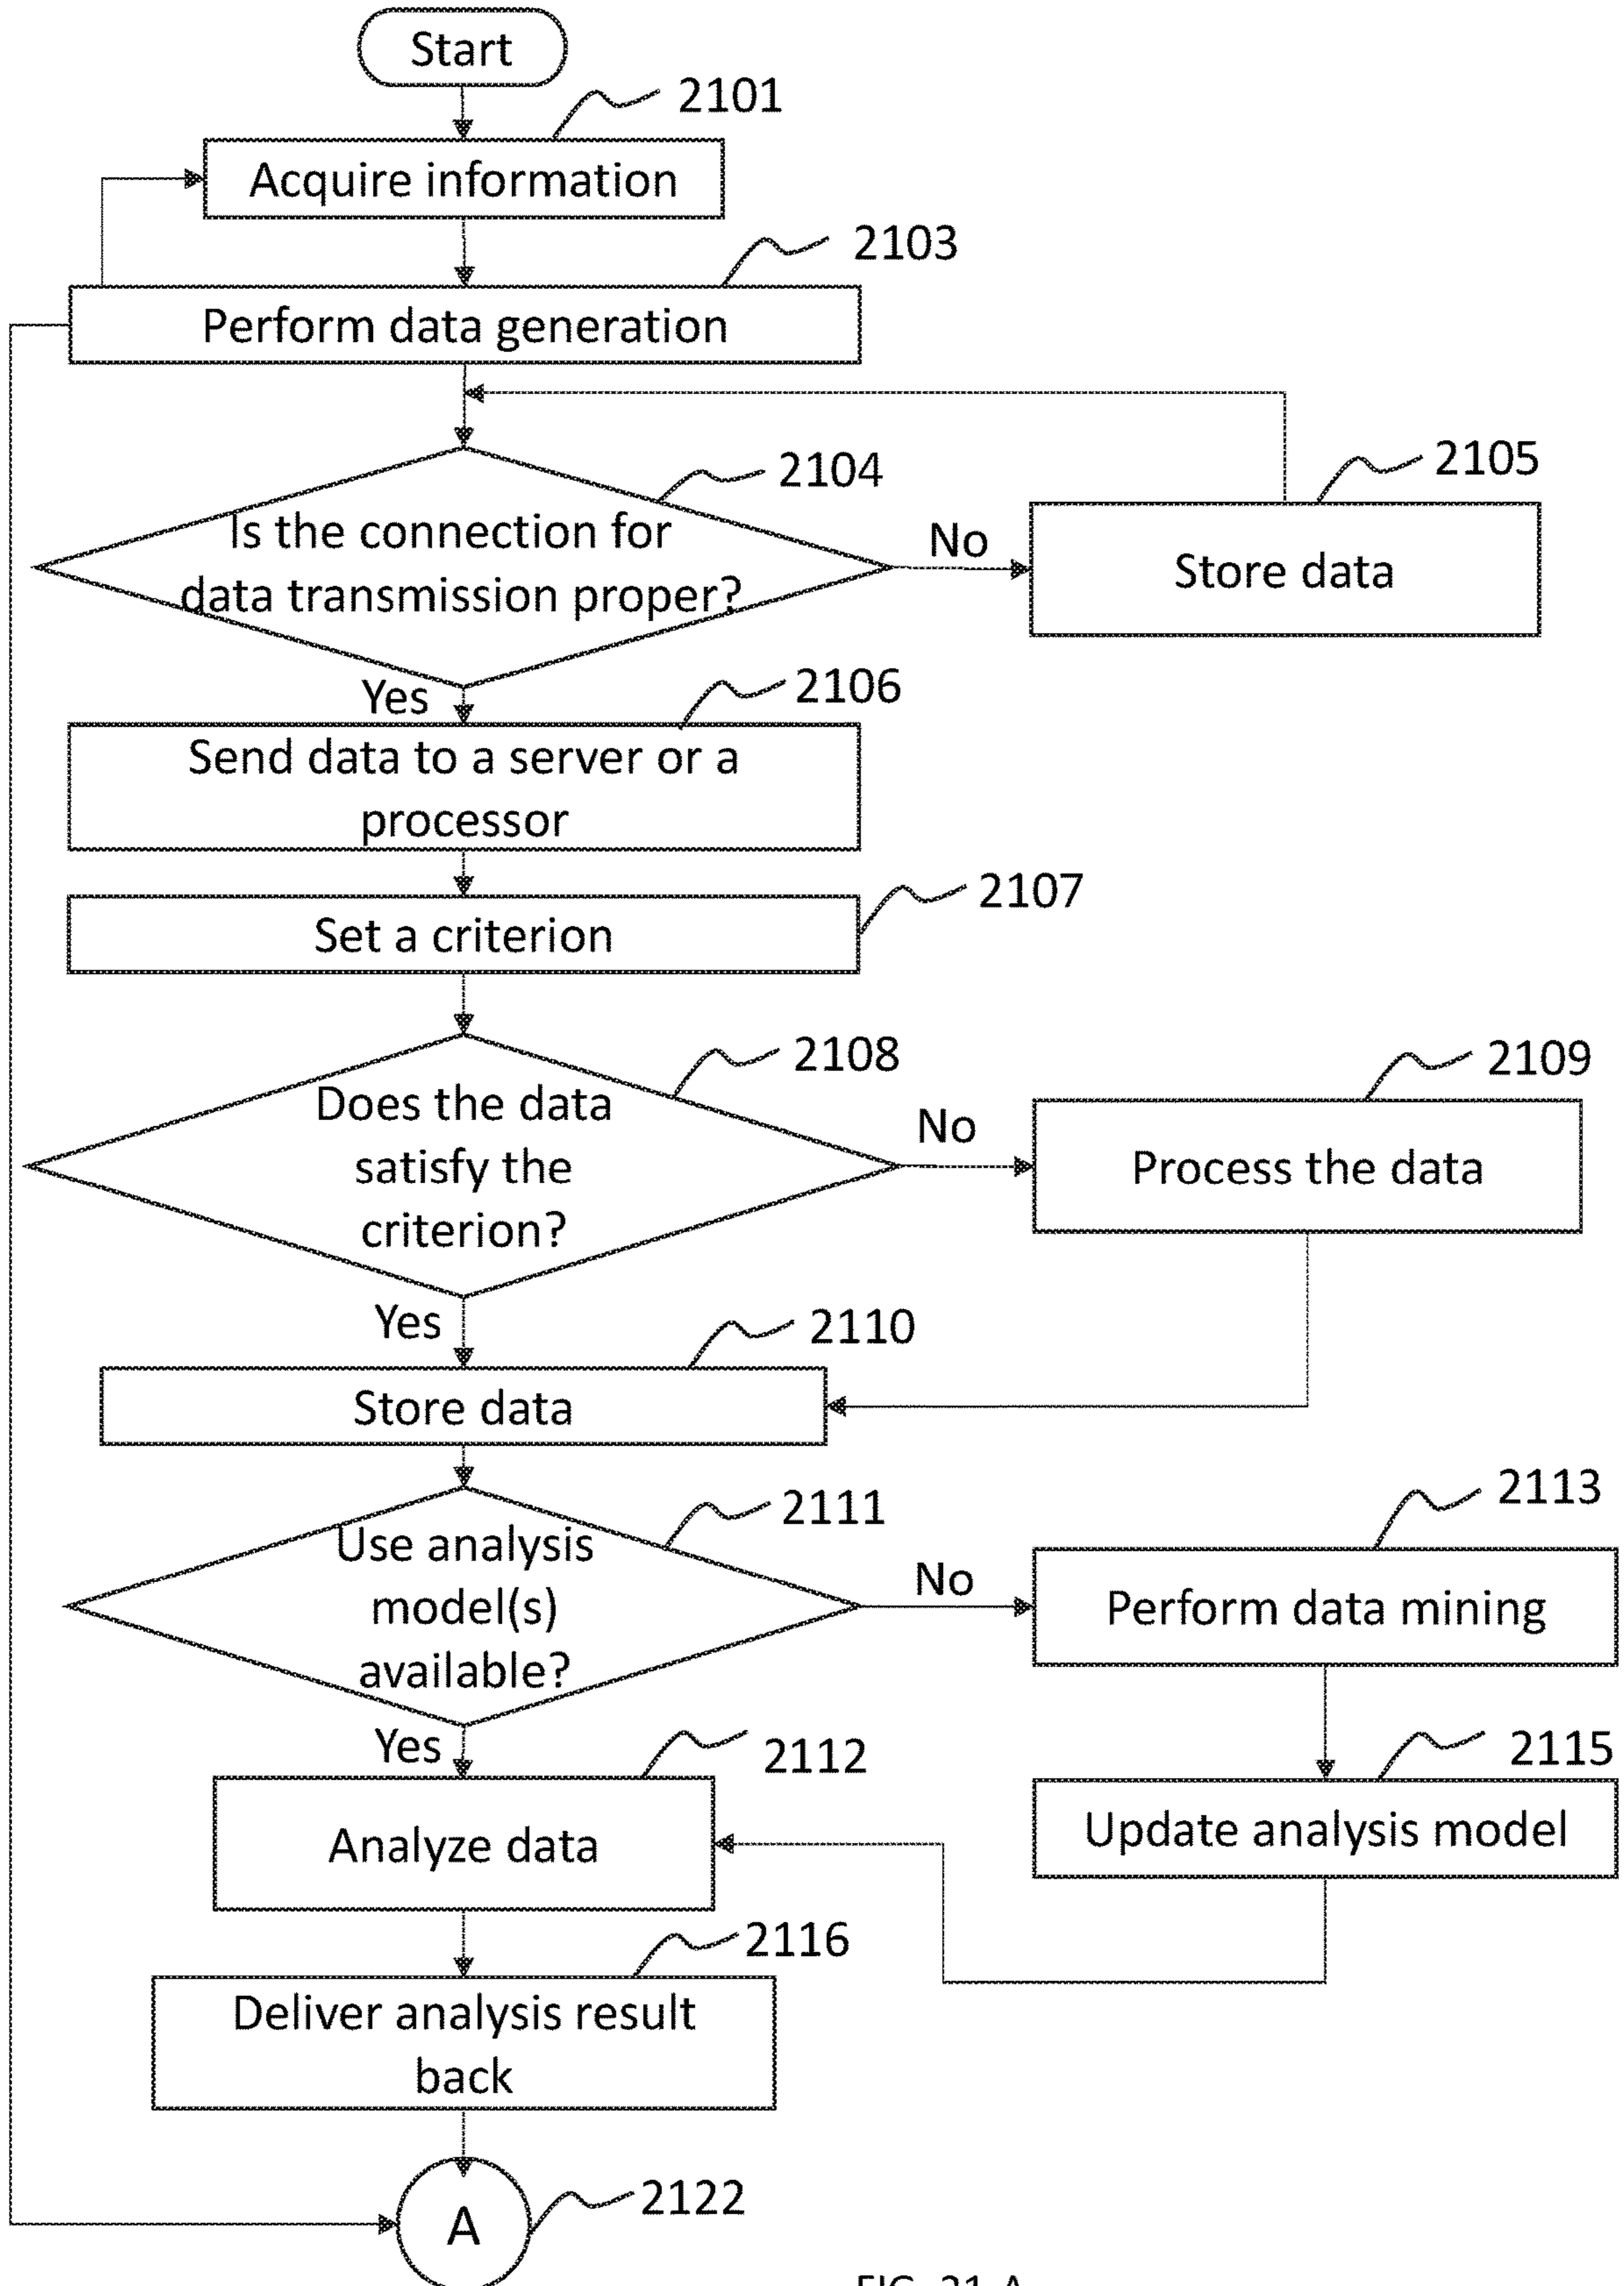 Start
2101
Acquire information
2103
Perform data generation
2104
Is the connection for
data transmission proper?
No
2105
Store data
Yes
2106
Send data to a server or a
processor
2107
Set a criterion
2108
Does the data
satisfy the
criterion?
No
2109
Process the data
Yes
2110
Store data
2111
Use analysis
model(s)
available?
No
2113
Perform data mining
Yes
2112
Analyze data
2115
Update analysis model
2116
Deliver analysis result
back
A
2122
FIG. 21-A